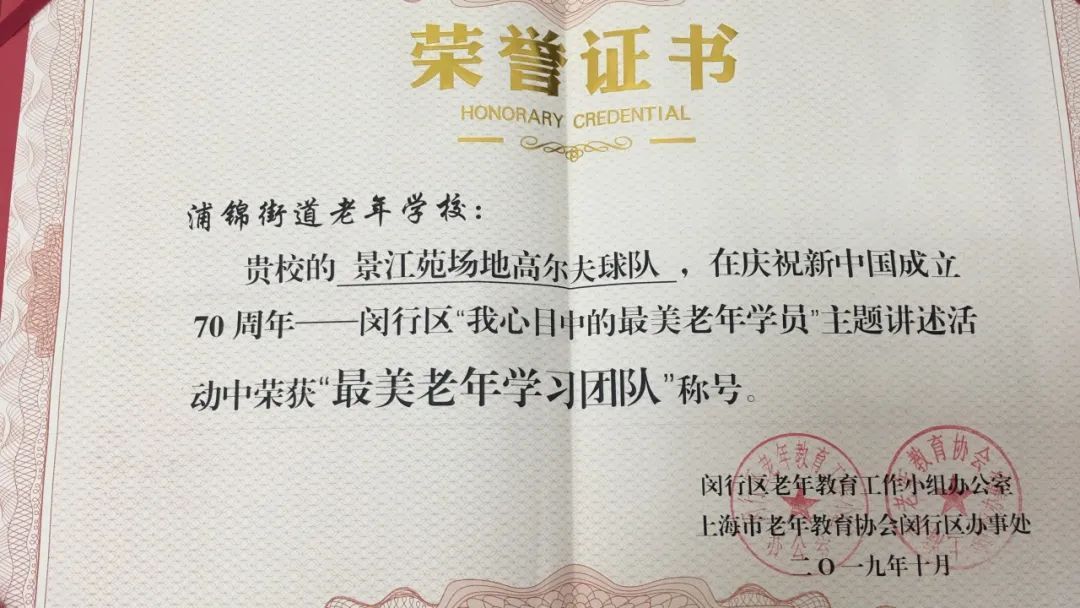 荣誉证书
HONORARY CREDENTIAL
浦锦街道老年学校：
贵校的 景江苑场地高尔夫球队 ，在庆祝新中国成立
70 周年——闵行区“我心目中的最美老年学员”主题讲述活
动中荣获“最美老年学习团队”称号。
闵行区老年教育工作小组办公室
上海市老年教育协会闵行区办事处
二〇一九年十月